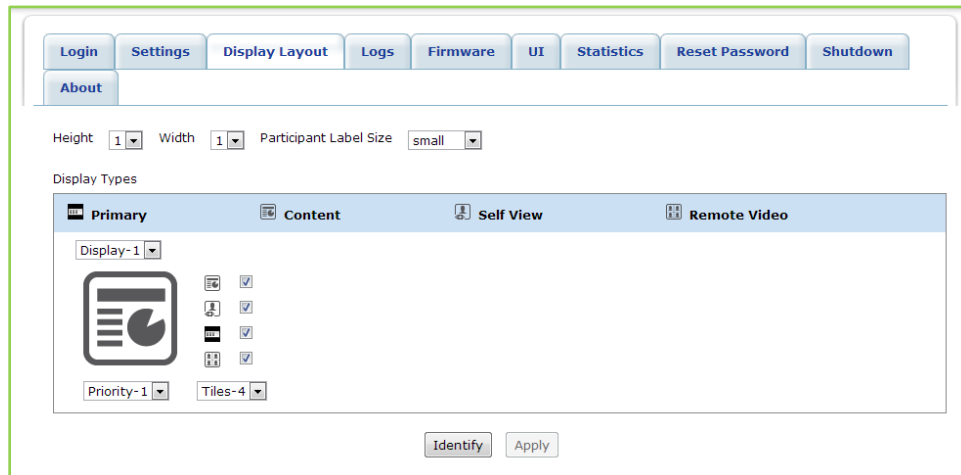 Login Settings Display Layout Logs Firmware UI Statistics Reset Password Shutdown
About
Height 1 Width 1 Participant Label Size small
Display Types
Primary Content Self View Remote Video
Display-1
Priority-1 Tiles-4
Identify Apply